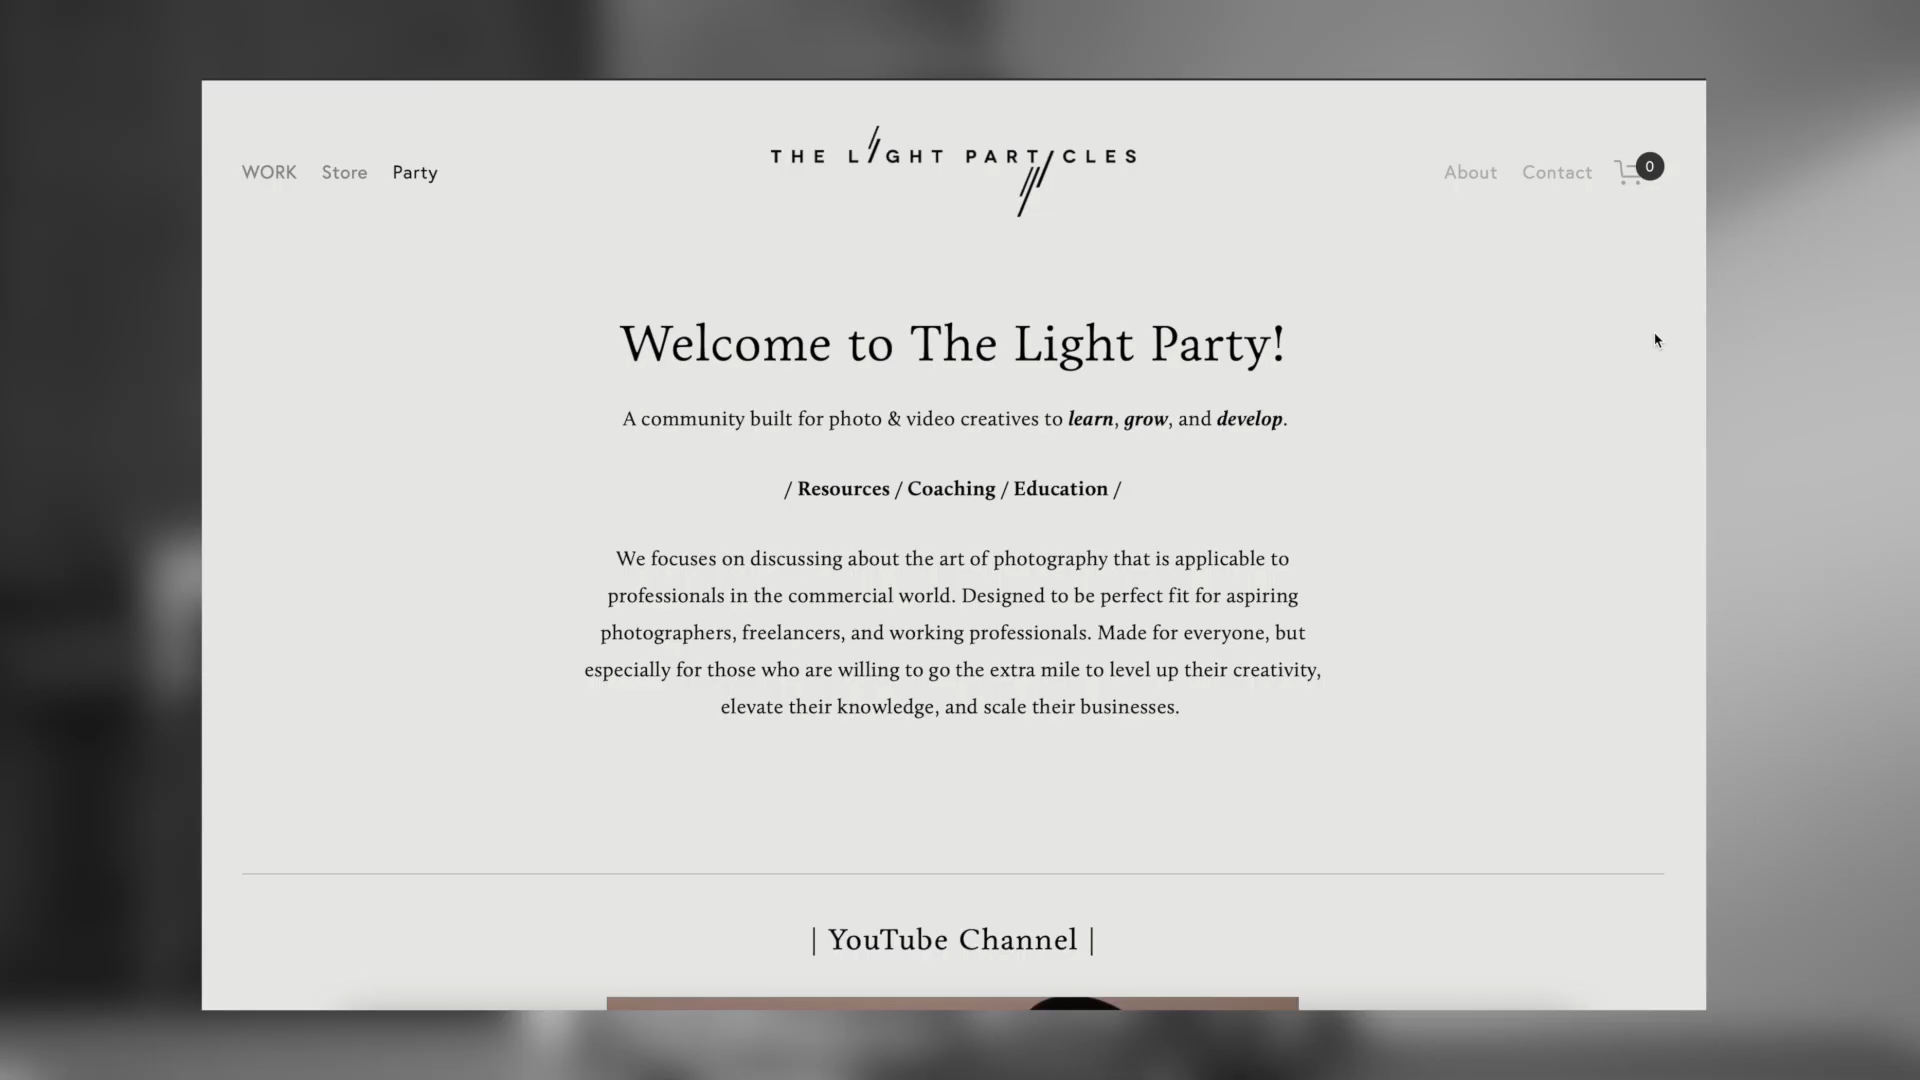 WORK Store Party
THE LIGHT PARTICLES
About Contact 0
Welcome to The Light Party!
A community built for photo & video creatives to learn, grow, and develop.
/ Resources / Coaching / Education /
We focuses on discussing about the art of photography that is applicable to
professionals in the commercial world. Designed to be perfect fit for aspiring
photographers, freelancers, and working professionals. Made for everyone, but
especially for those who are willing to go the extra mile to level up their creativity,
elevate their knowledge, and scale their businesses.
| YouTube Channel |